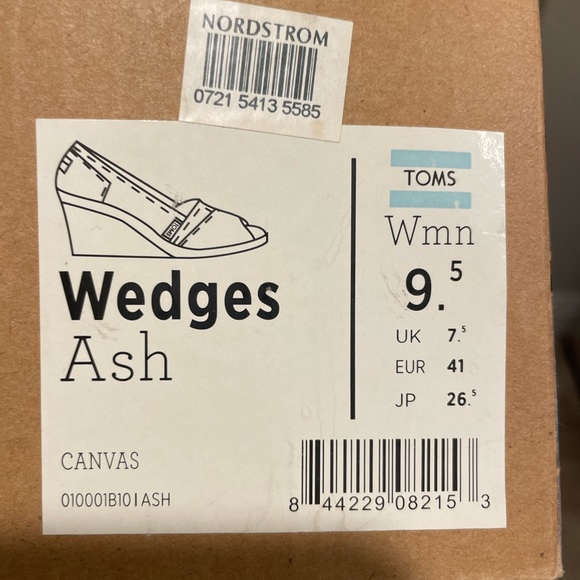 NORDSTROM
0721 5413 5585
TOMS
Wmn
9.5
UK 7.5
EUR 41
JP 26.5
TOMS
Wedges
Ash
CANVAS
010001B10 | ASH
8 44229 08215 3